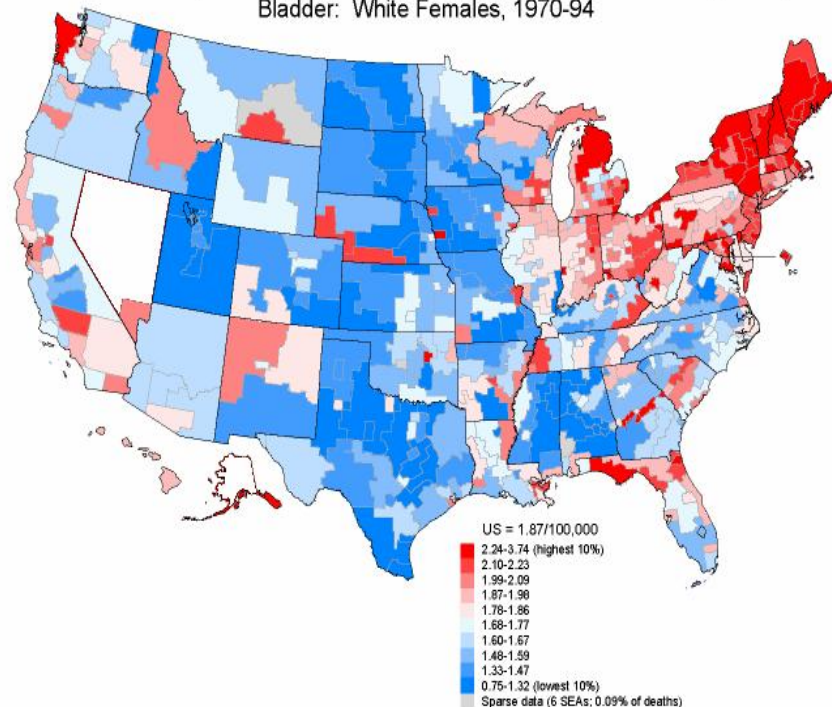 Bladder: White Females, 1970-94
DC
US = 1.87/100,000
2.24-3.74 (highest 10%)
2.10-2.23
1.99-2.09
1.87-1.98
1.78-1.86
1.68-1.77
1.60-1.67
1.48-1.59
1.33-1.47
0.75-1.32 (lowest 10%)
Sparse data (6 SEAs; 0.09% of deaths)